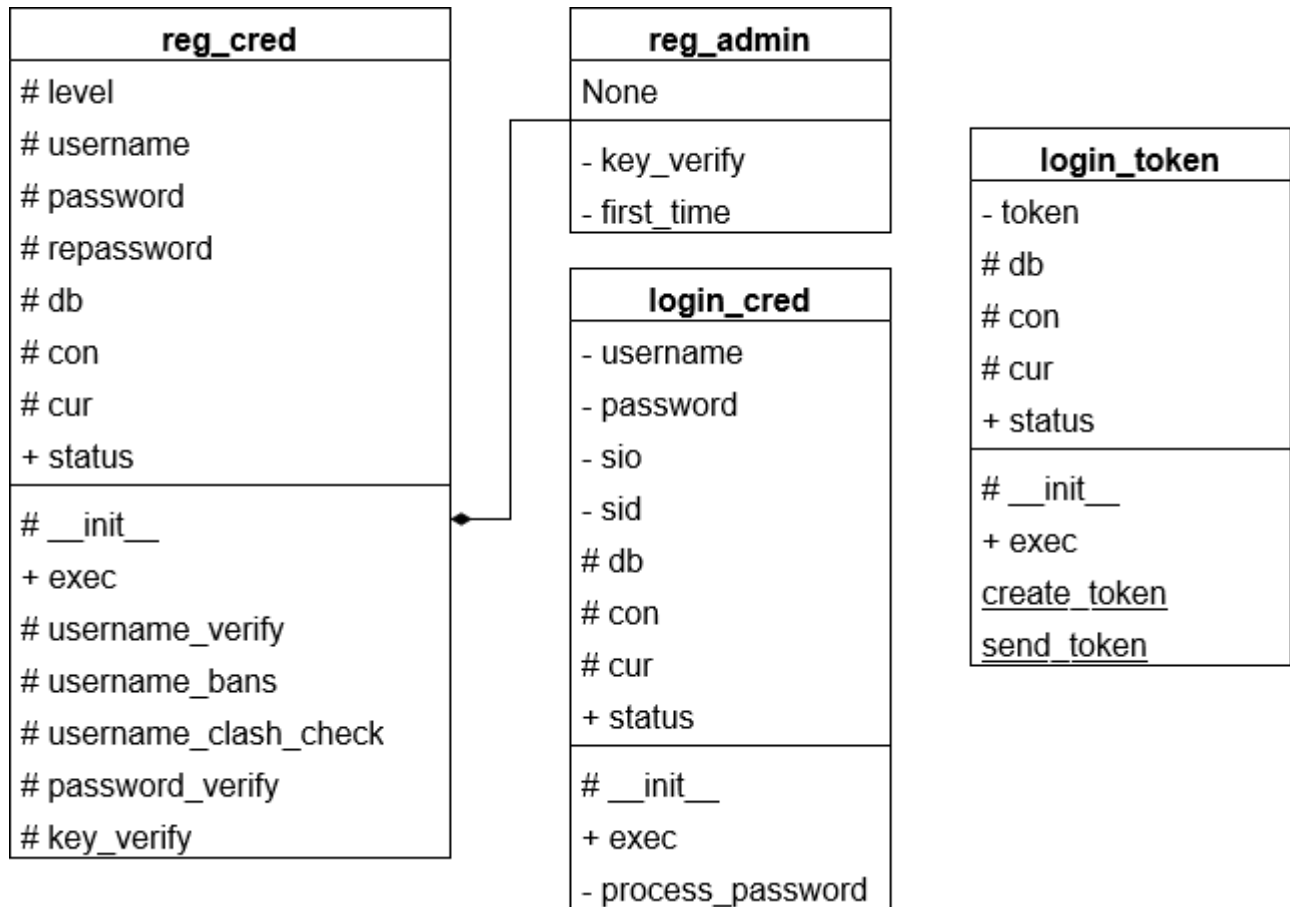 reg_cred
# level
# username
# password
# repassword
# db
# con
# cur
+ status
# __init__
+ exec
# username_verify
# username_bans
# username_clash_check
# password_verify
# key_verify
reg_admin
None
- key_verify
- first_time
login_cred
- username
- password
- sio
- sid
# db
# con
# cur
+ status
# __init__
+ exec
- process_password
login_token
- token
# db
# con
# cur
+ status
# __init__
+ exec
create_token
send_token